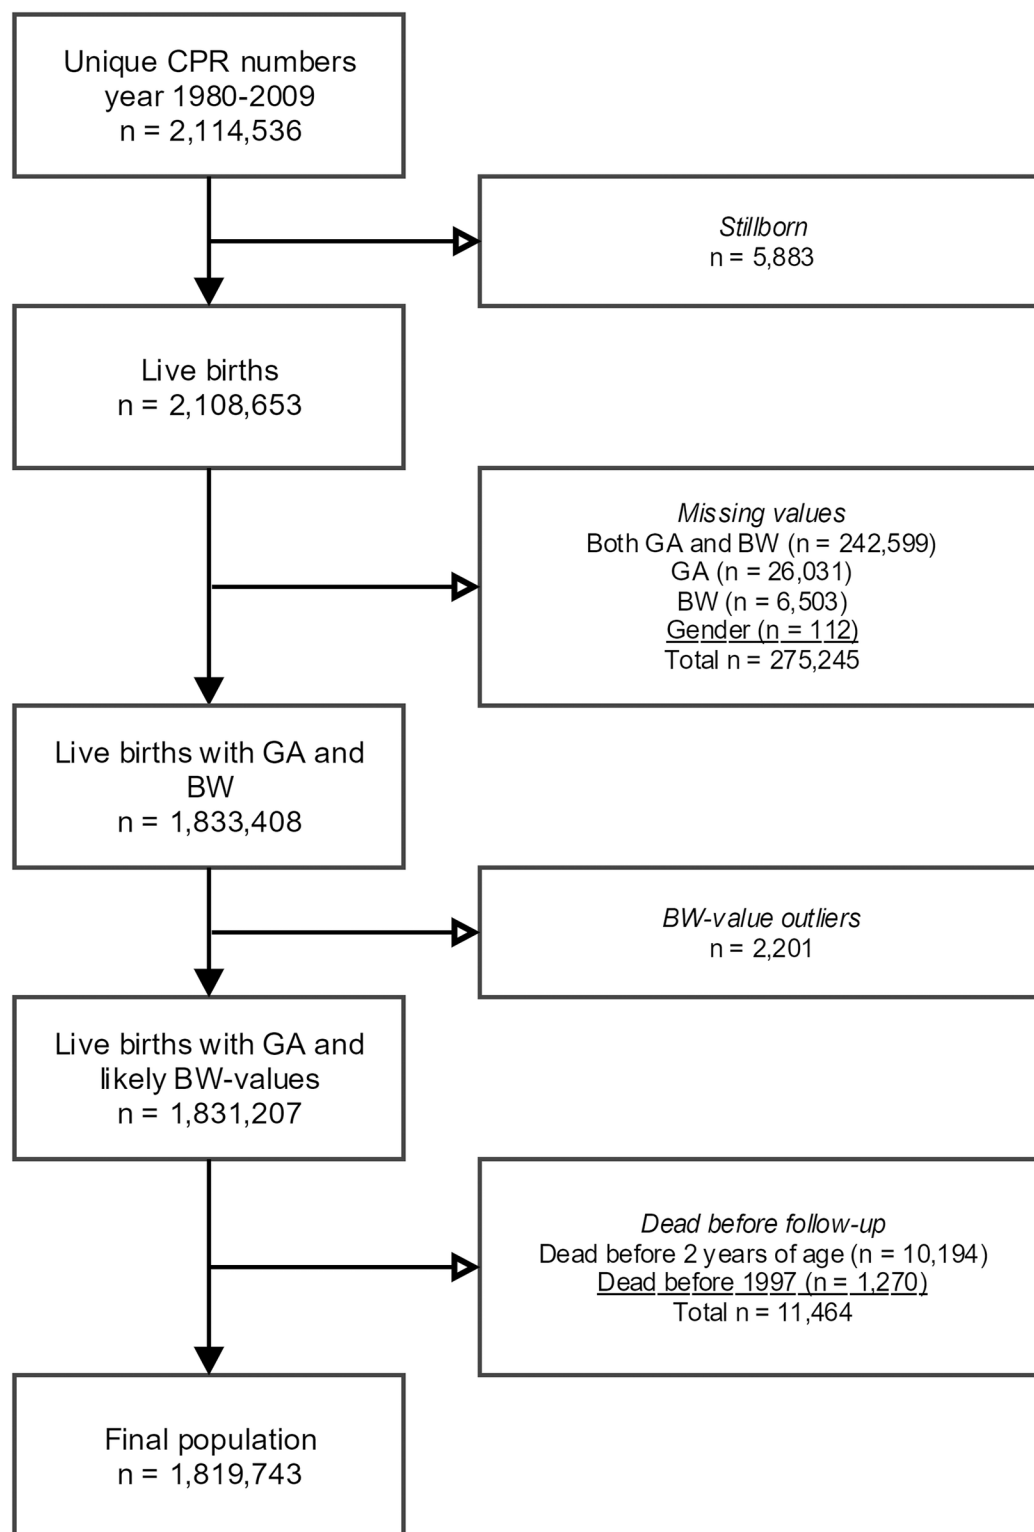 Unique CPR numbers
year 1980-2009
n = 2,114,536
Stillborn
n = 5,883
Live births
n = 2,108,653
Missing values
Both GA and BW (n = 242,599)
GA (n = 26,031)
BW (n = 6,503)
Gender (n = 112)
Total n = 275,245
Live births with GA and
BW
n = 1,833,408
BW-value outliers
n = 2,201
Live births with GA and
likely BW-values
n = 1,831,207
Dead before follow-up
Dead before 2 years of age (n = 10,194)
Dead before 1997 (n = 1,270)
Total n = 11,464
Final population
n = 1,819,743